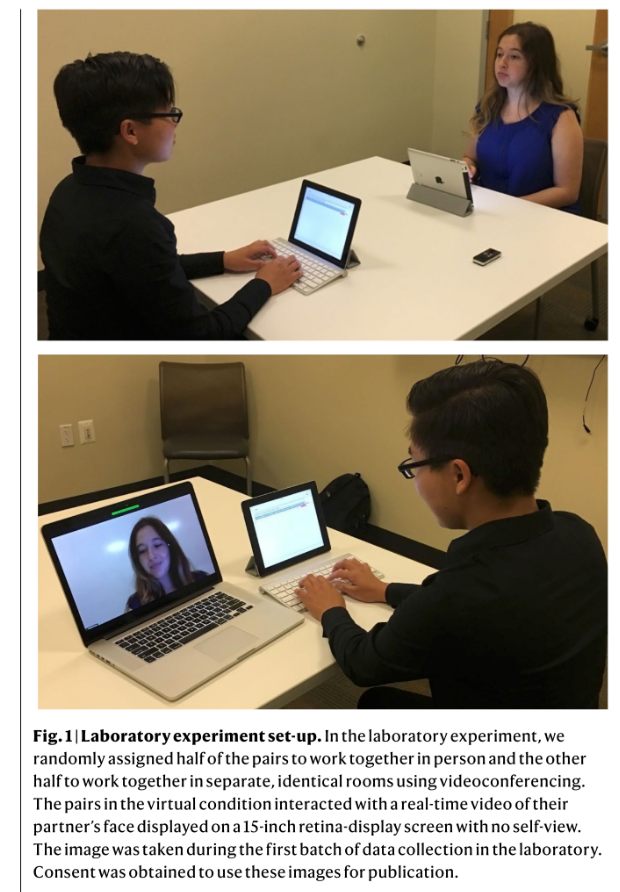 Fig. 1 | Laboratory experiment set-up. In the laboratory experiment, we
randomly assigned half of the pairs to work together in person and the other
half to work together in separate, identical rooms using videoconferencing.
The pairs in the virtual condition interacted with a real-time video of their
partner's face displayed on a 15-inch retina-display screen with no self-view.
The image was taken during the first batch of data collection in the laboratory.
Consent was obtained to use these images for publication.